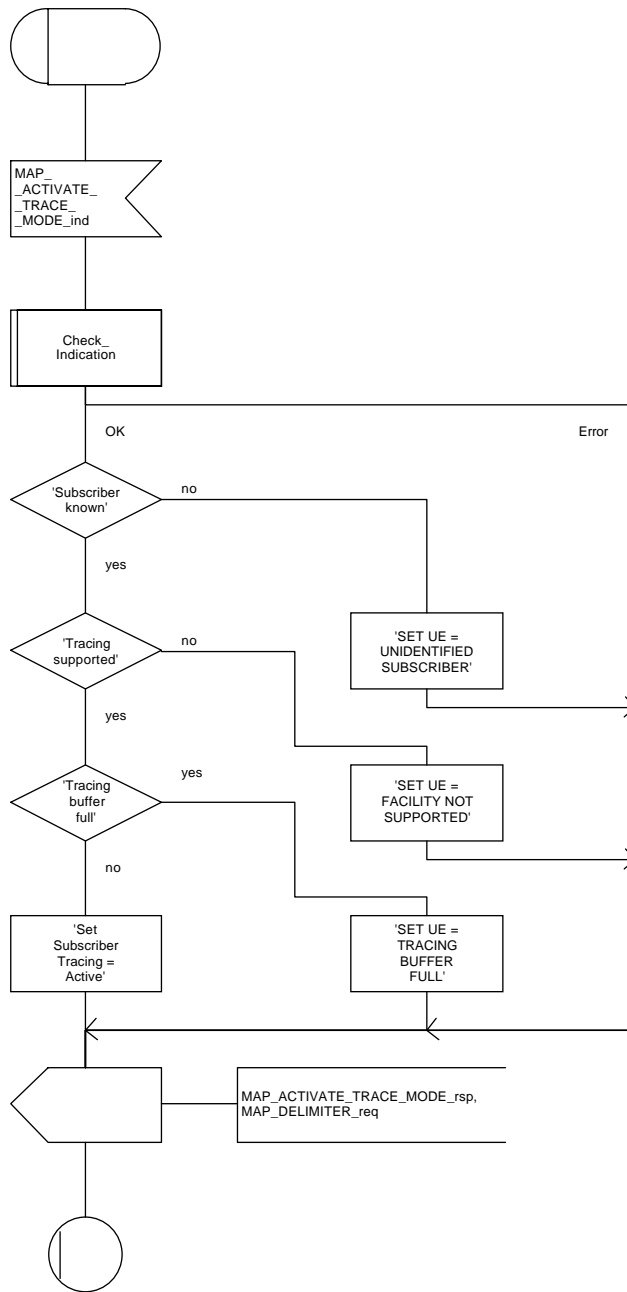 MAP_
_ACTIVATE_
_TRACE_
_MODE_ind
Check_
Indication
OK
Error
'Subscriber
known'
no
yes
'Tracing
supported'
no
'SET UE =
UNIDENTIFIED
SUBSCRIBER'
yes
'Tracing
buffer
full'
yes
'SET UE =
FACILITY NOT
SUPPORTED'
no
'Set
Subscriber
Tracing =
Active'
'SET UE =
TRACING
BUFFER
FULL'
MAP_ACTIVATE_TRACE_MODE_rsp,
MAP_DELIMITER_req